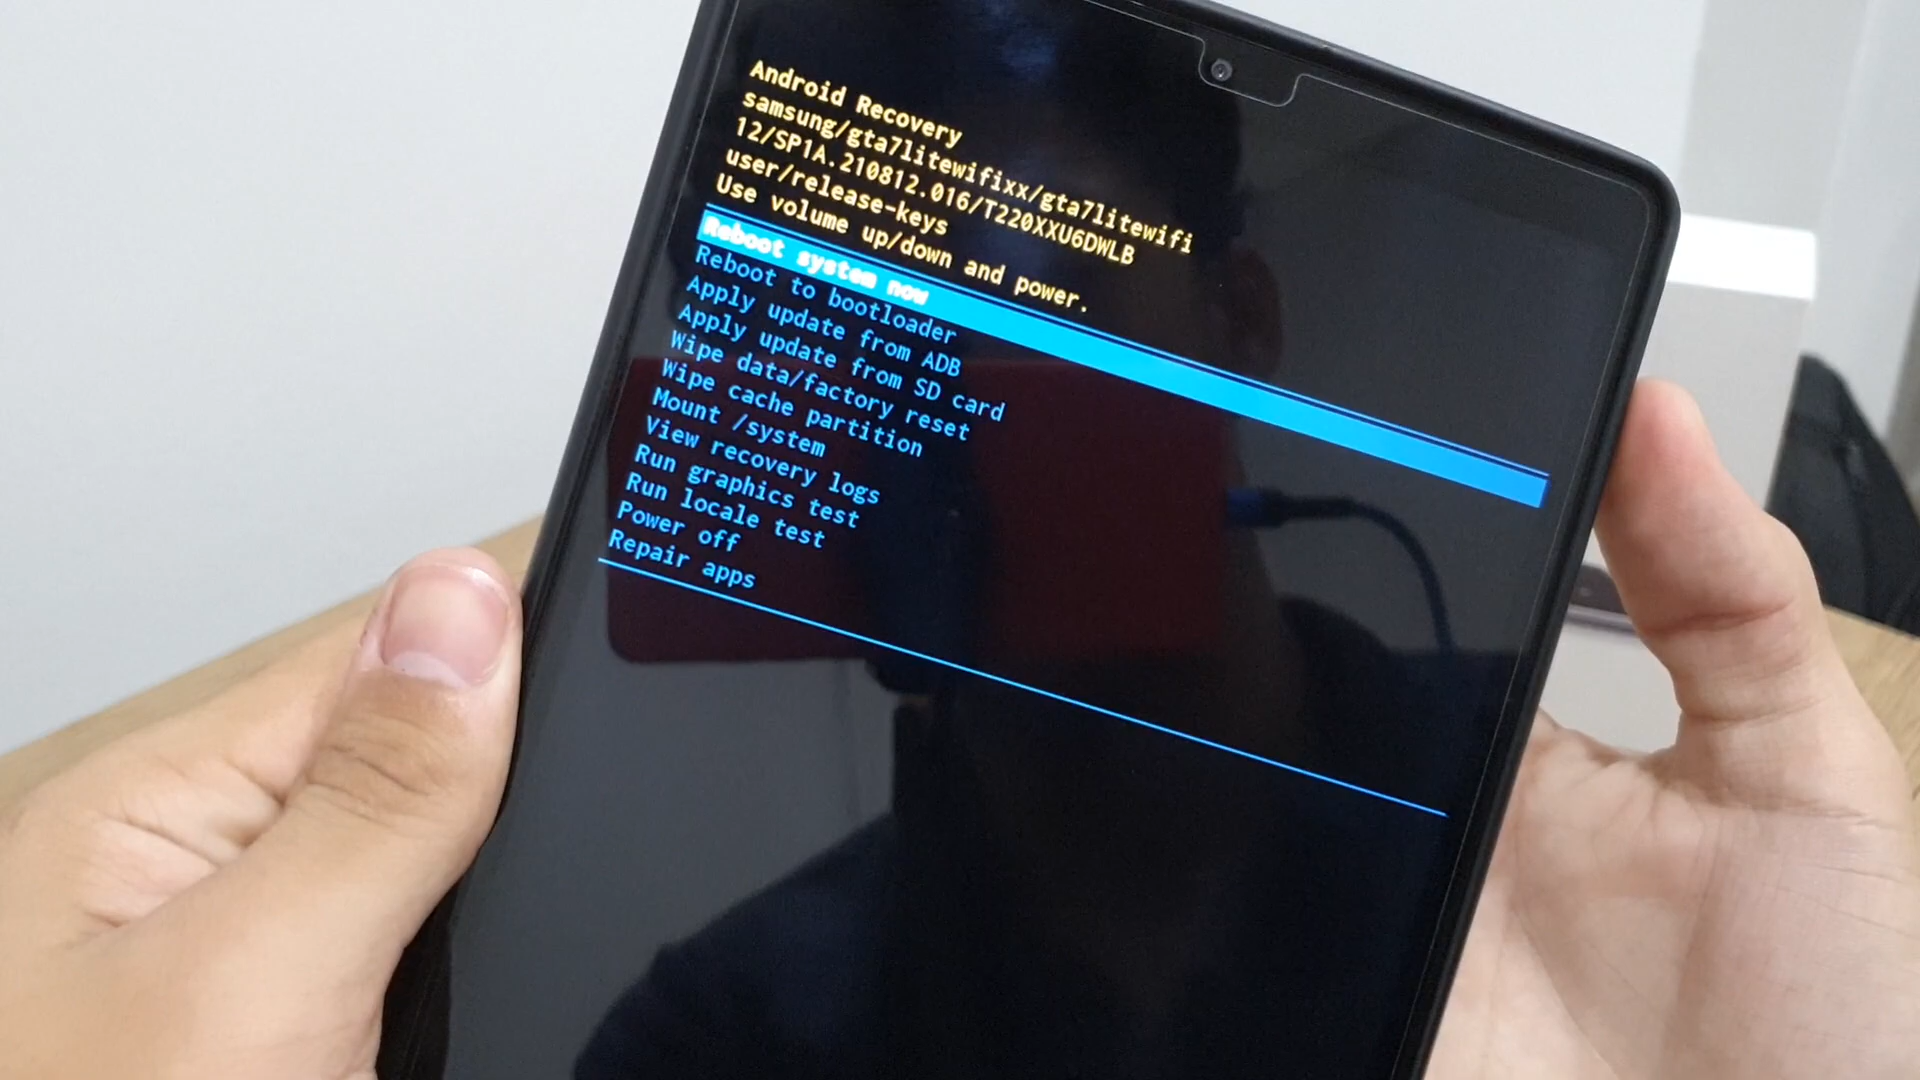 Android Recovery
samsung/gta7litewifixx/gta7litewifi
12/SP1A.210812.016/T220XXU6DWLB
user/release-keys
Use volume up/down and power.
Reboot system now
Reboot to bootloader
Apply update from ADB
Apply update from SD card
Wipe data/factory reset
Wipe cache partition
Mount /system
View recovery logs
Run graphics test
Run locale test
Power off
Repair apps